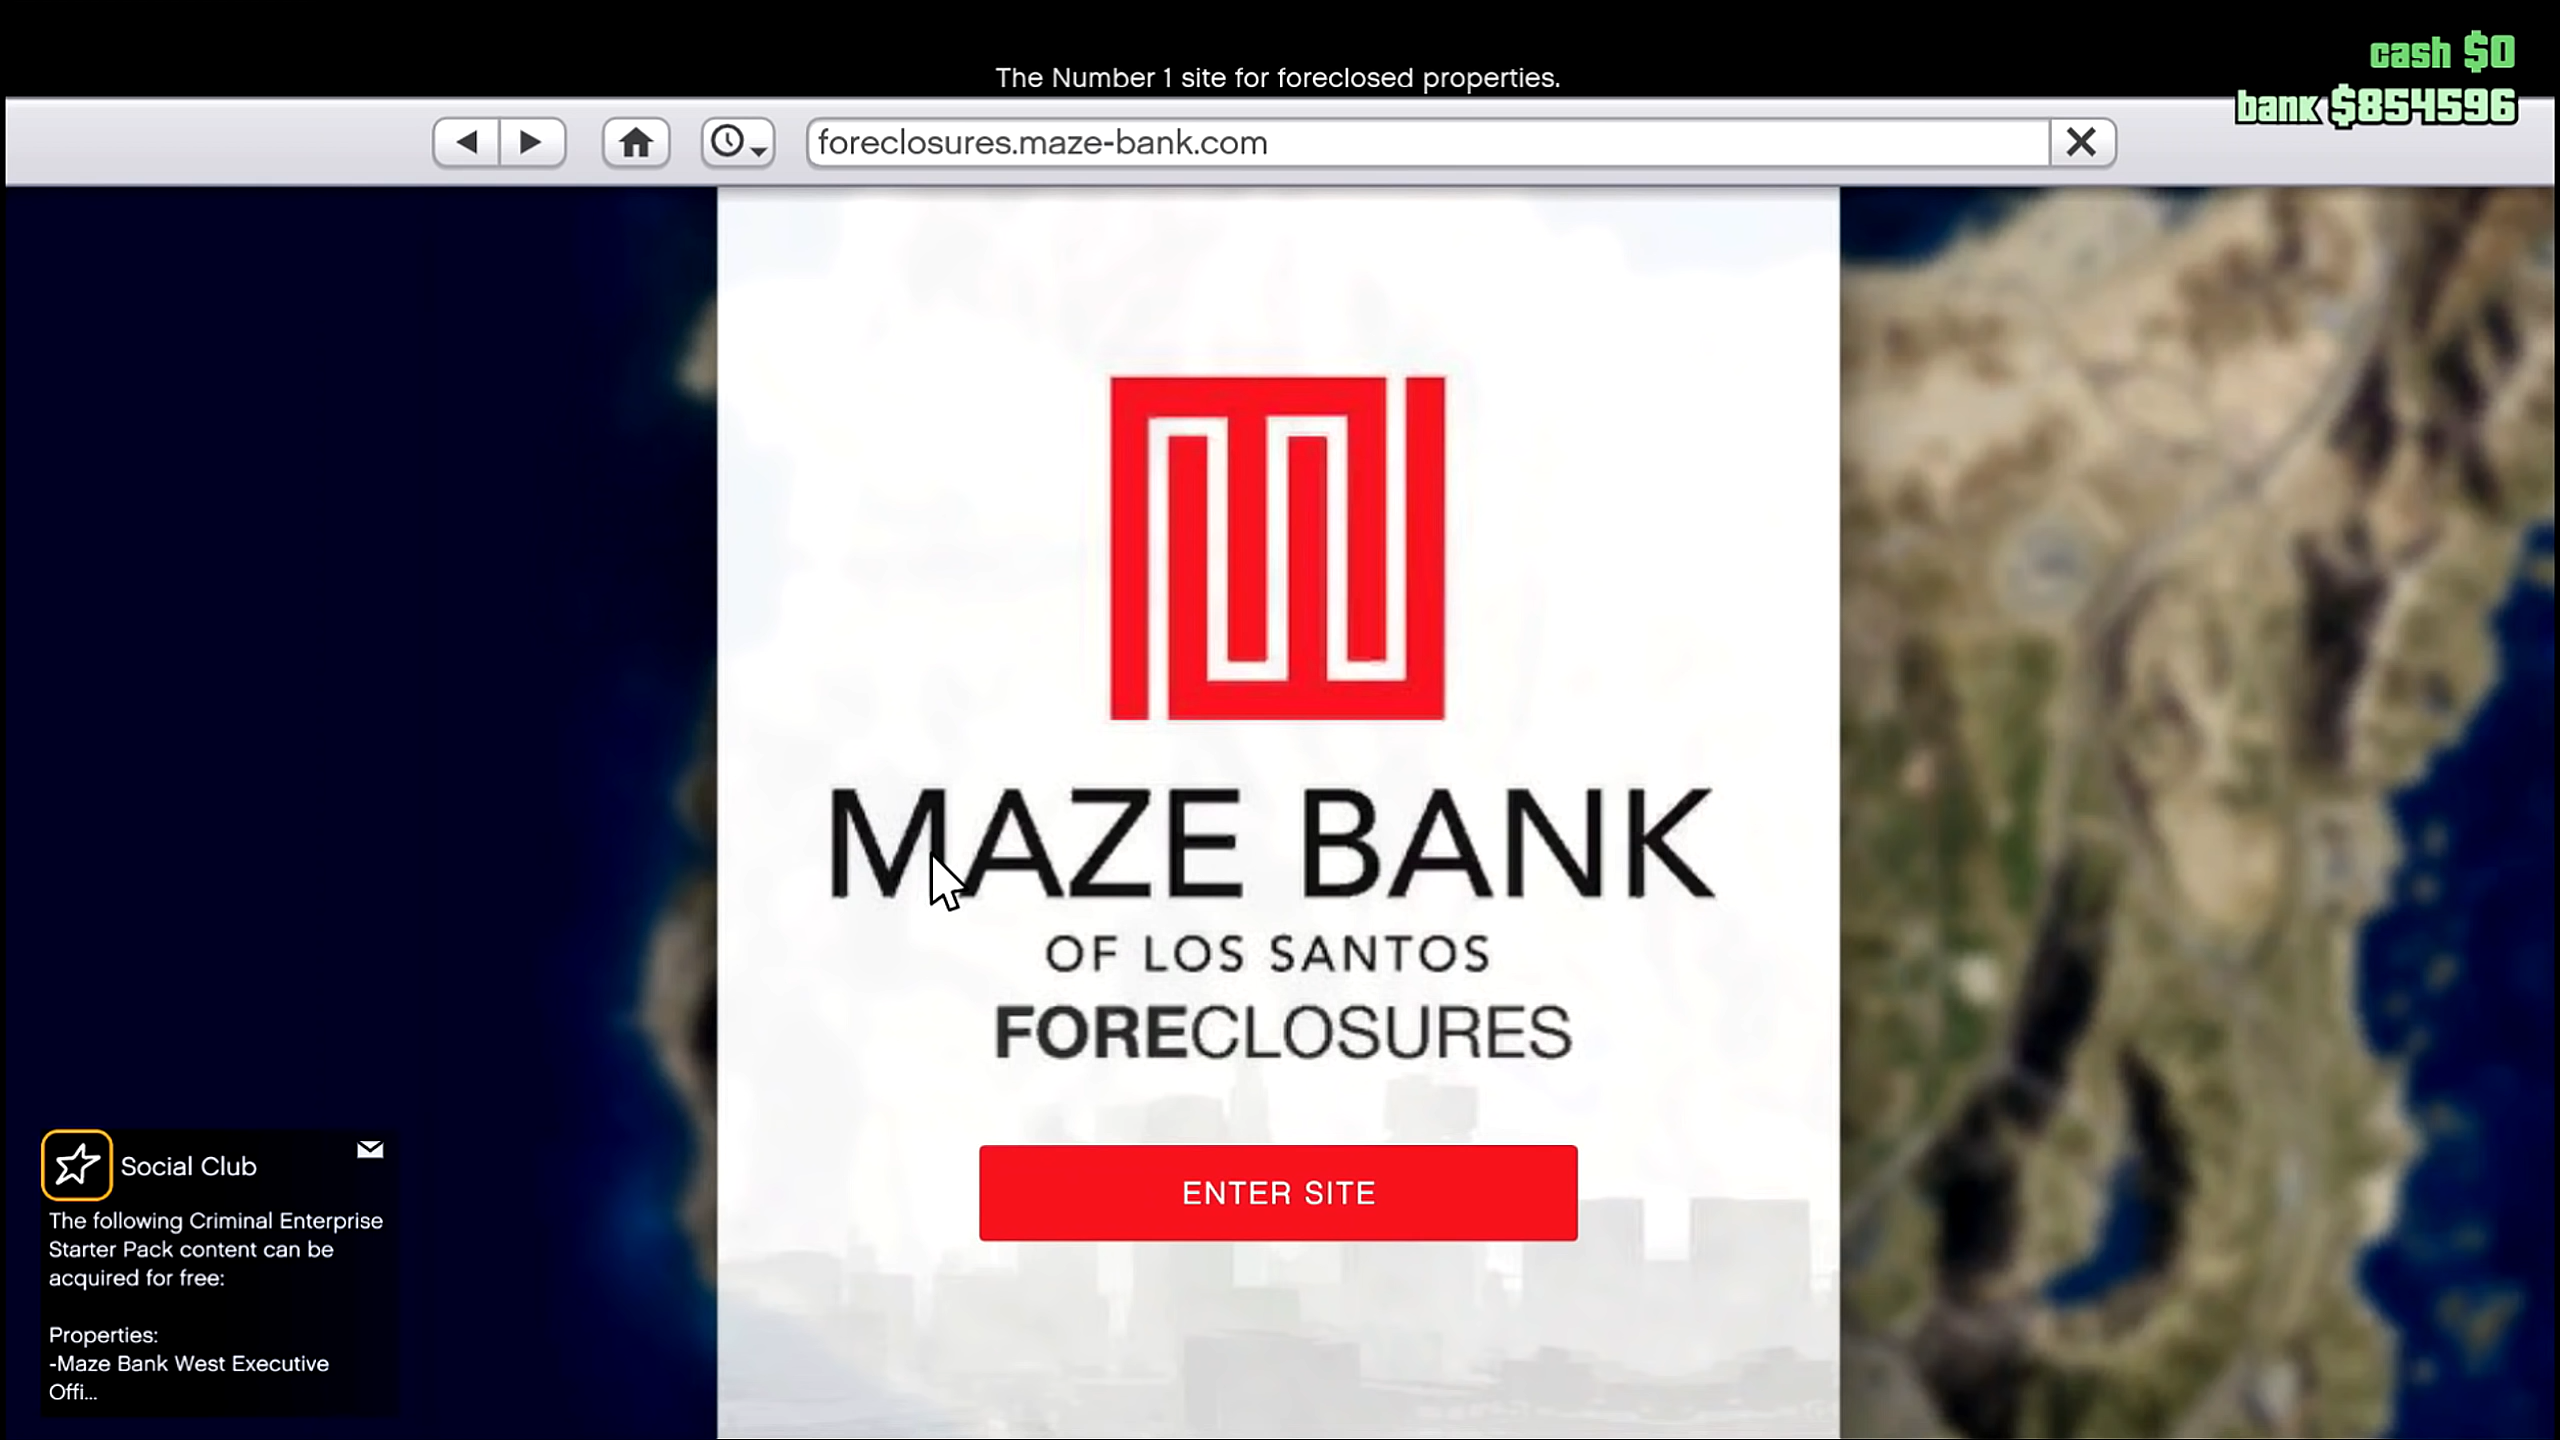 cash $0
The Number 1 site for foreclosed properties.
bank $854596
foreclosures.maze-bank.com
MAZE BANK
OF LOS SANTOS
FORECLOSURES
ENTER SITE
Social Club
The following Criminal Enterprise
Starter Pack content can be
acquired for free:
Properties:
-Maze Bank West Executive
Offi...